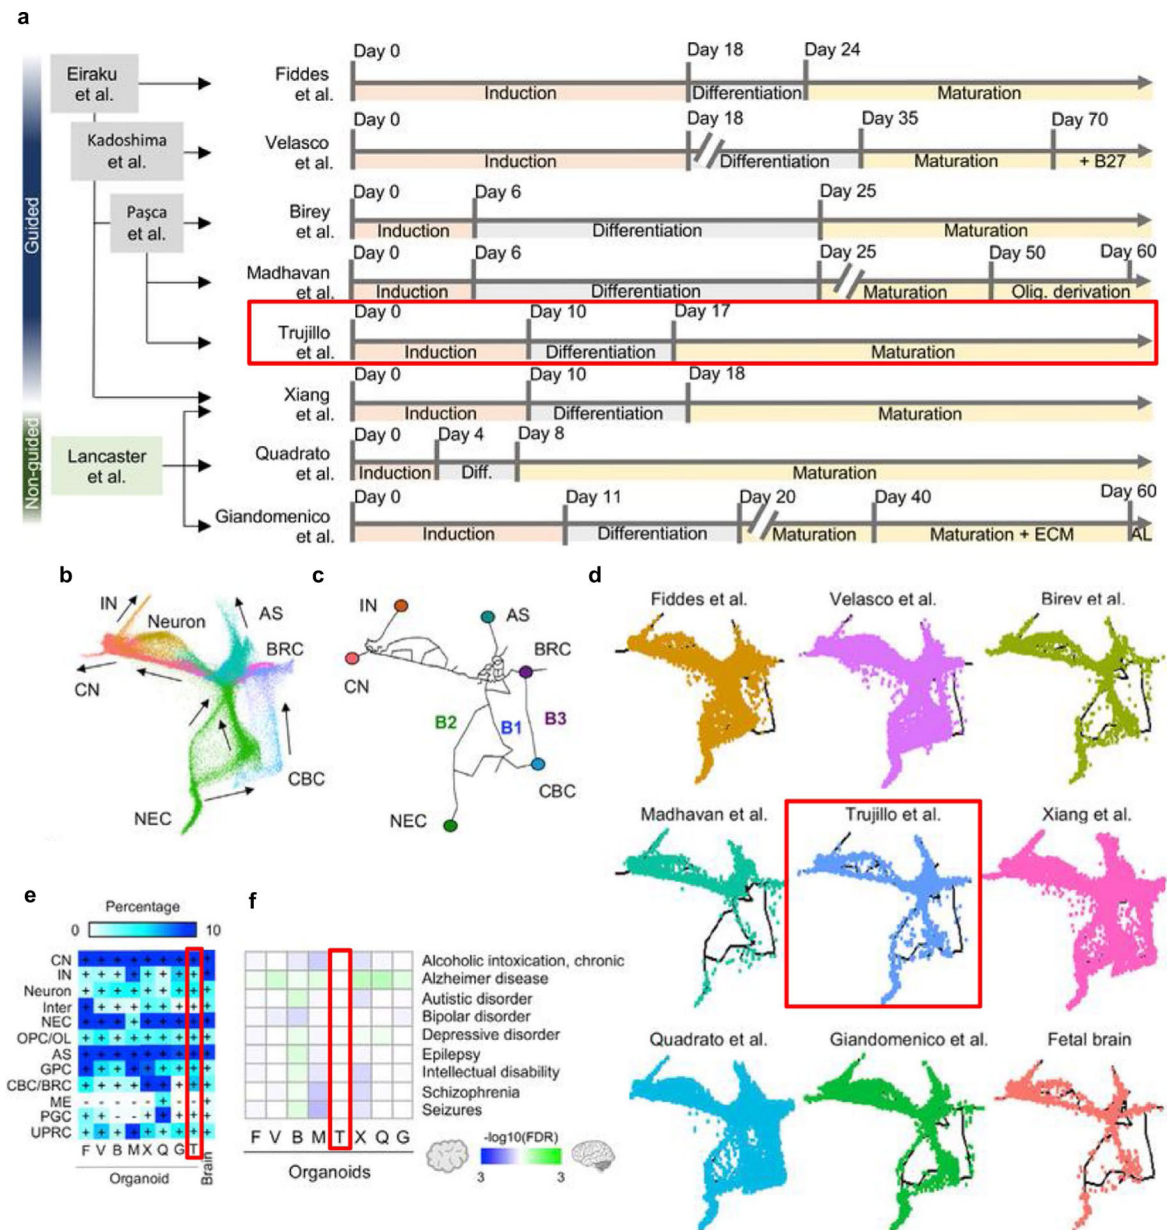 a
Guided
Non-guided
Eiraku
et al.
Kadoshima
et al.
Paşca
et al.
Lancaster
et al.
Fiddes
et al.
Day 0
Day 18
Day 24
Induction
Differentiation
Maturation
Velasco
et al.
Day 0
Day 18
Day 35
Day 70
Induction
Differentiation
Maturation
+ B27
Birey
et al.
Day 0
Day 6
Day 25
Induction
Differentiation
Maturation
Madhavan
et al.
Day 0
Day 6
Day 25
Day 50
Day 60
Induction
Differentiation
Maturation
Olig. derivation
Trujillo
et al.
Day 0
Day 10
Day 17
Induction
Differentiation
Maturation
Xiang
et al.
Day 0
Day 10
Day 18
Induction
Differentiation
Maturation
Quadrato
et al.
Day 0
Day 4
Day 8
Induction
Diff.
Maturation
Giandomenico
et al.
Day 0
Day 11
Day 20
Day 40
Day 60
Induction
Differentiation
Maturation
Maturation + ECM
AL
b
IN
Neuron
AS
BRC
CN
CBC
NEC
c
IN
AS
BRC
CN
B2
B1
B3
CBC
NEC
d
Fiddes et al.
Velasco et al.
Birey et al.
Madhavan et al.
Trujillo et al.
Xiang et al.
Quadrato et al.
Giandomenico et al.
Fetal brain
e
Percentage
0
10
CN + + + + + + + + +
IN + + + + + + + + +
Neuron + + + + + + + + +
Inter + + + + + + + + +
NEC + + + + + + + + +
OPC/OL + + + + + + + + +
AS + + + + + + + + +
GPC + + + + + + + + +
CBC/BRC + + + + + + + + +
ME - - - - - + - - -
PGC + + - - + + + + +
UPRC + + + + + + + + +
F V B M X Q G T Brain
Organoid
f
Alcoholic intoxication, chronic
Alzheimer disease
Autistic disorder
Bipolar disorder
Depressive disorder
Epilepsy
Intellectual disability
Schizophrenia
Seizures
F V B M T X Q G
Organoids
-log10(FDR)
3
3